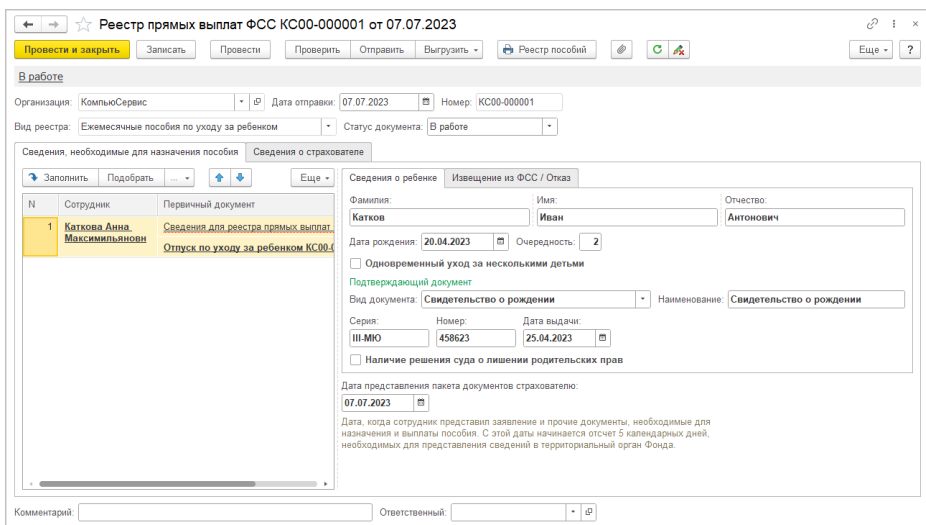 Реестр прямых выплат ФСС КС00-000001 от 07.07.2023
Провести и закрыть Записать Провести Проверить Отправить Выгрузить Реестр пособий Еще ?
В работе
Организация: КомпьюСервис Дата отправки: 07.07.2023 Номер: КС00-000001
Вид реестра: Ежемесячные пособия по уходу за ребенком Статус документа: В работе
Сведения, необходимые для назначения пособия Сведения о страхователе
Заполнить Подобрать ... Еще
N Сотрудник Первичный документ
1 Каткова Анна Сведения для реестра прямых выплат
Максимильяновн
Отпуск по уходу за ребенком КС00-(
Сведения о ребенке Извещение из ФСС / Отказ
Фамилия: Имя: Отчество:
Катков Иван Антонович
Дата рождения: 20.04.2023 Очередность: 2
Одновременный уход за несколькими детьми
Подтверждающий документ
Вид документа: Свидетельство о рождении Наименование: Свидетельство о рождении
Серия: Номер: Дата выдачи:
III-МЮ 458623 25.04.2023
Наличие решения суда о лишении родительских прав
Дата представления пакета документов страхователю:
07.07.2023
Дата, когда сотрудник представил заявление и прочие документы, необходимые для
назначения и выплаты пособия. С этой даты начинается отсчет 5 календарных дней,
необходимых для представления сведений в территориальный орган Фонда.
Комментарий: Ответственный: